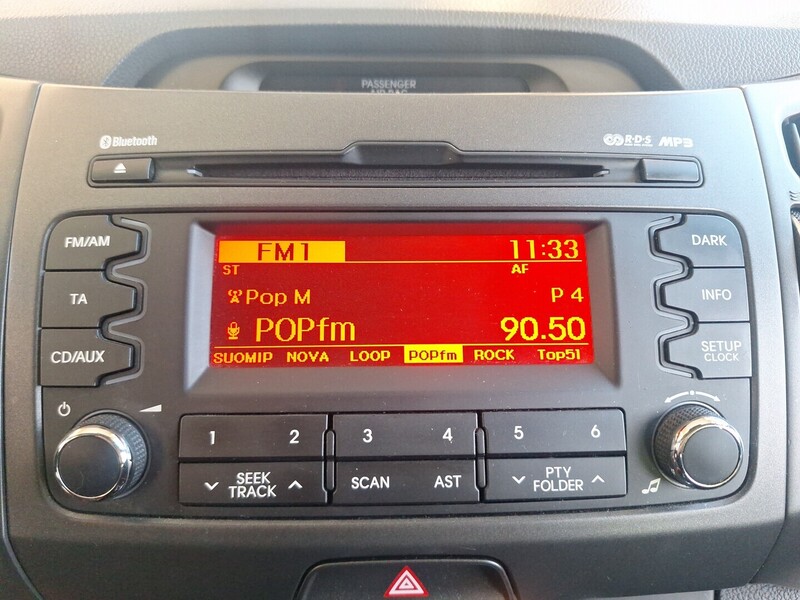 PASSENGER
AIR BAG
Bluetooth
R·D·S MP3
FM/AM
TA
CD/AUX
FM1 11:33
ST AF
Pop M P 4
POPfm 90.50
SUOMIP NOVA LOOP POPfm ROCK Top51
DARK
INFO
SETUP
CLOCK
1 2 3 4 5 6
SEEK
TRACK
SCAN AST
PTY
FOLDER